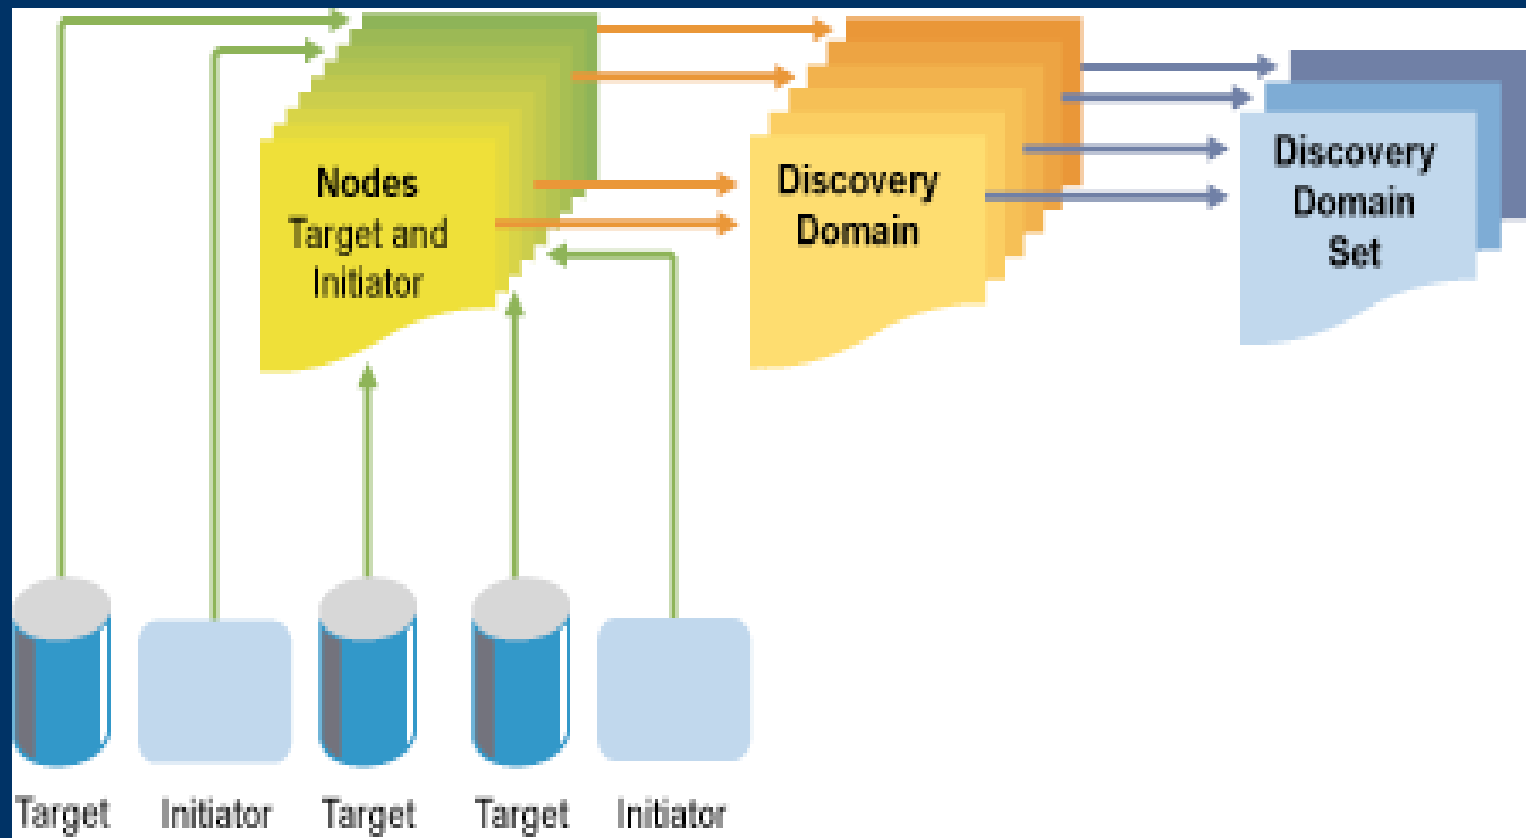 Nodes
Target and
Initiator
Discovery
Domain
Discovery
Domain
Set
Target
Initiator
Target
Target
Initiator